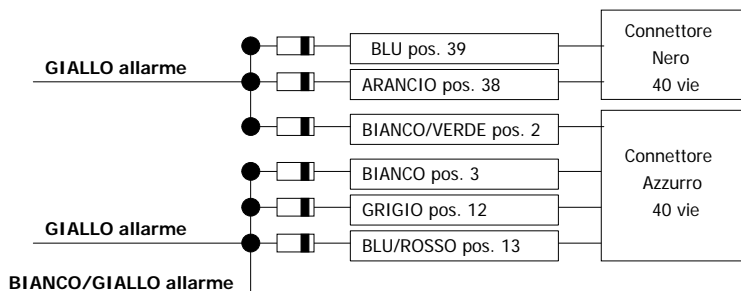 BLU pos. 39
GIALLO allarme
ARANCIO pos. 38
BIANCO/VERDE pos. 2
Connettore
Nero
40 vie
BIANCO pos. 3
GRIGIO pos. 12
GIALLO allarme
BLU/ROSSO pos. 13
Connettore
Azzurro
40 vie
BIANCO/GIALLO allarme